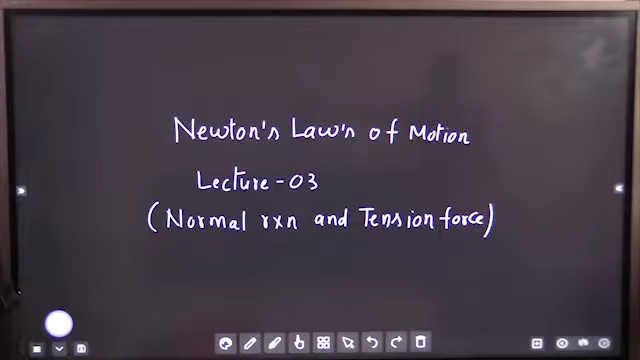 Newton's Law's of Motion
Lecture - 03
(Normal rxn and Tension force)